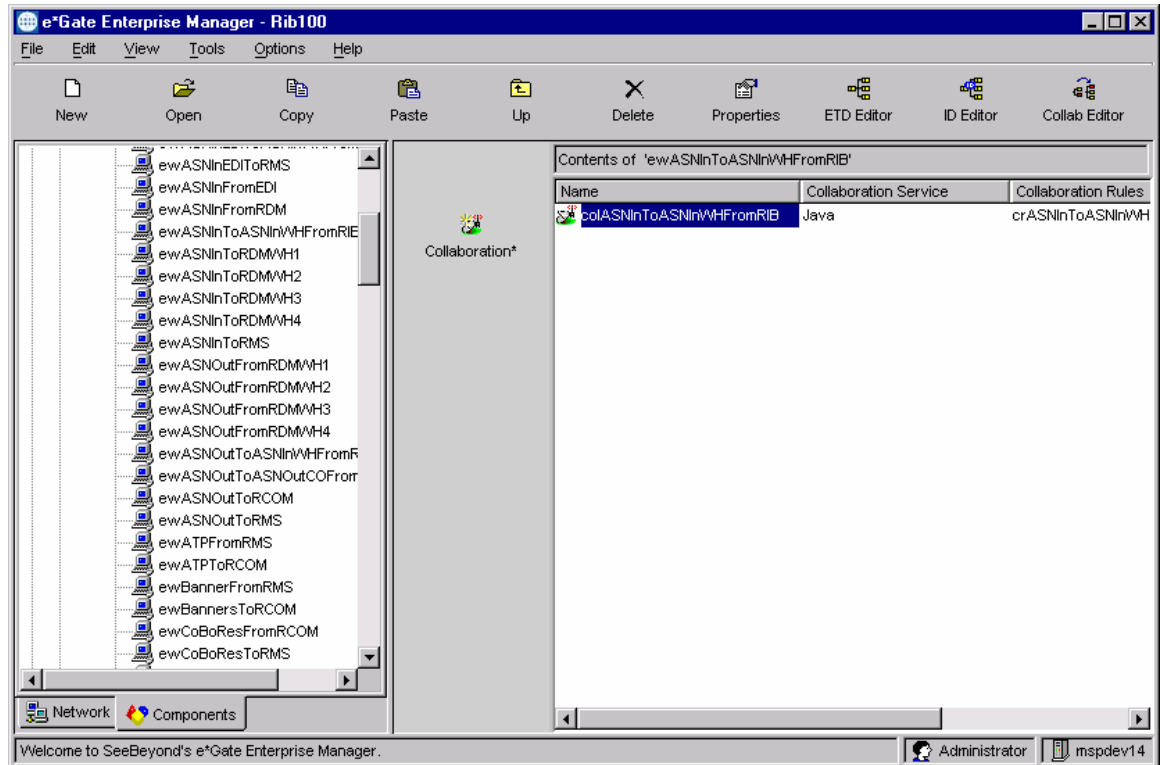 e*Gate Enterprise Manager - Rib100
File Edit View Tools Options Help
New Open Copy Paste Up Delete Properties ETD Editor ID Editor Collab Editor
Contents of 'ewASNInToASNInWHFromRIB'
Name Collaboration Service Collaboration Rules
colASNInToASNInWHFromRIB Java crASNInToASNInWH
Collaboration*
ewASNInEDIToRMS
ewASNInFromEDI
ewASNInFromRDM
ewASNInToASNInWHFromRIE
ewASNInToRDMWH1
ewASNInToRDMWH2
ewASNInToRDMWH3
ewASNInToRDMWH4
ewASNInToRMS
ewASNOutFromRDMWH1
ewASNOutFromRDMWH2
ewASNOutFromRDMWH3
ewASNOutFromRDMWH4
ewASNOutToASNInWHFromR
ewASNOutToASNOutCOFrom
ewASNOutToRCOM
ewASNOutToRMS
ewATPFromRMS
ewATPToRCOM
ewBannerFromRMS
ewBannersToRCOM
ewCoBoResFromRCOM
ewCoBoResToRMS
Network Components
Welcome to SeeBeyond's e*Gate Enterprise Manager. Administrator mspdev14